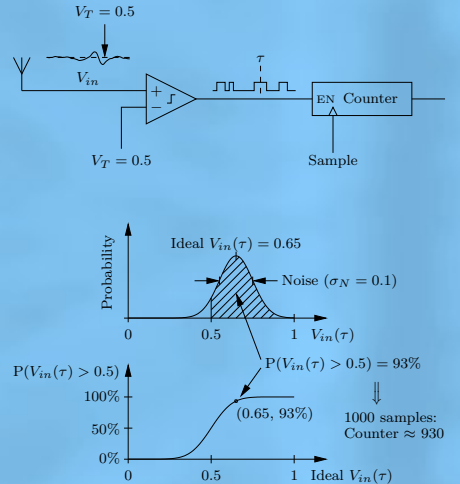 V_T = 0.5
τ
V_in
+
−
EN Counter
V_T = 0.5
Sample
Ideal V_in(τ) = 0.65
Probability
Noise (σ_N = 0.1)
0 0.5 1 V_in(τ)
P(V_in(τ) > 0.5)
P(V_in(τ) > 0.5) = 93%
100%
50%
0%
(0.65, 93%)
⇓
1000 samples:
Counter ≈ 930
0 0.5 1 Ideal V_in(τ)